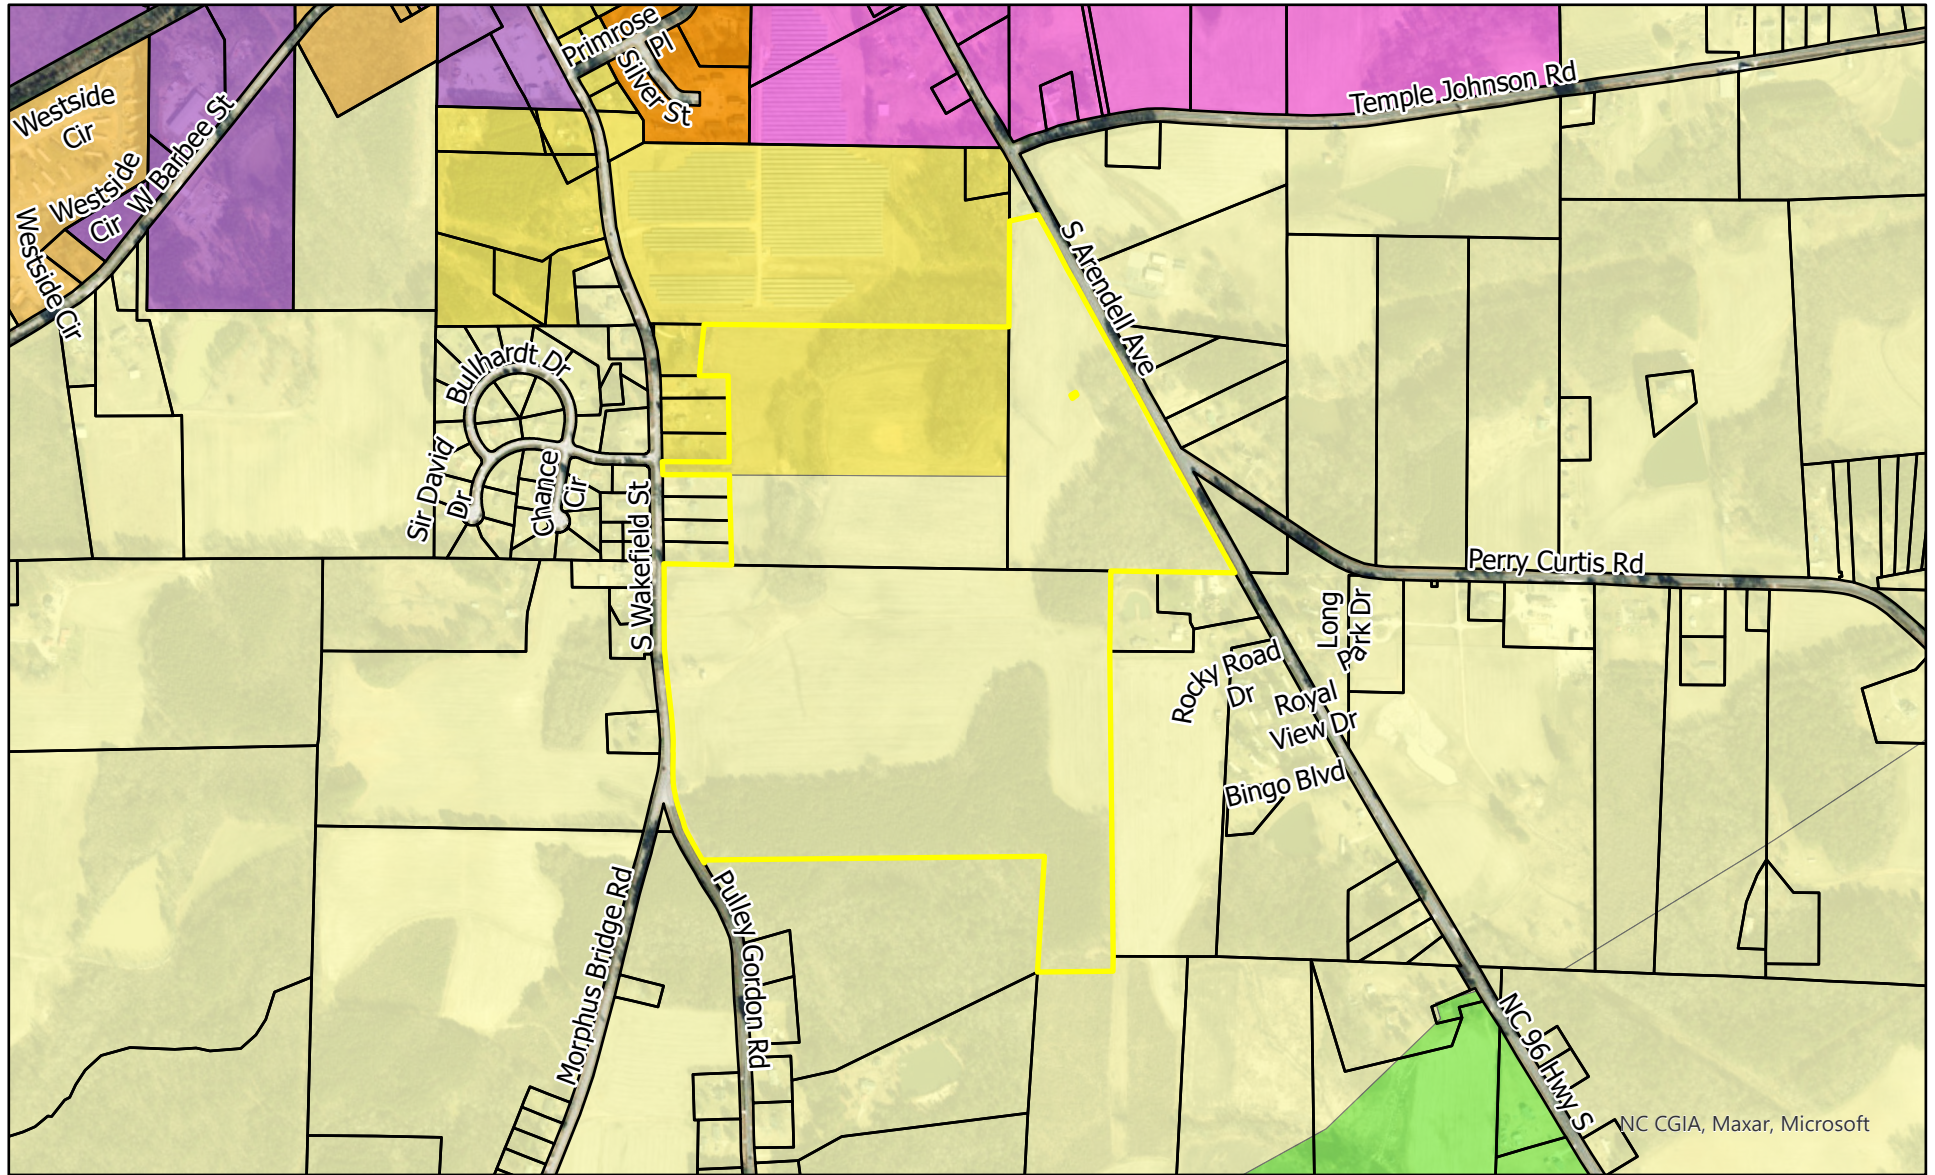 Primrose
Pl
Silver St
Temple Johnson Rd
Westside
Cir
W Barbee St
Westside
Cir
Westside Cir
S Arendell Ave
Bullhardt Dr
Sir David
Dr
Chance
Cir
S Wakefield St
Perry Curtis Rd
Long
Park Dr
Rocky Road
Dr
Royal
View Dr
Bingo Blvd
Morphus Bridge Rd
Pulley Gordon Rd
NC 96 Hwy S
NC CGIA, Maxar, Microsoft